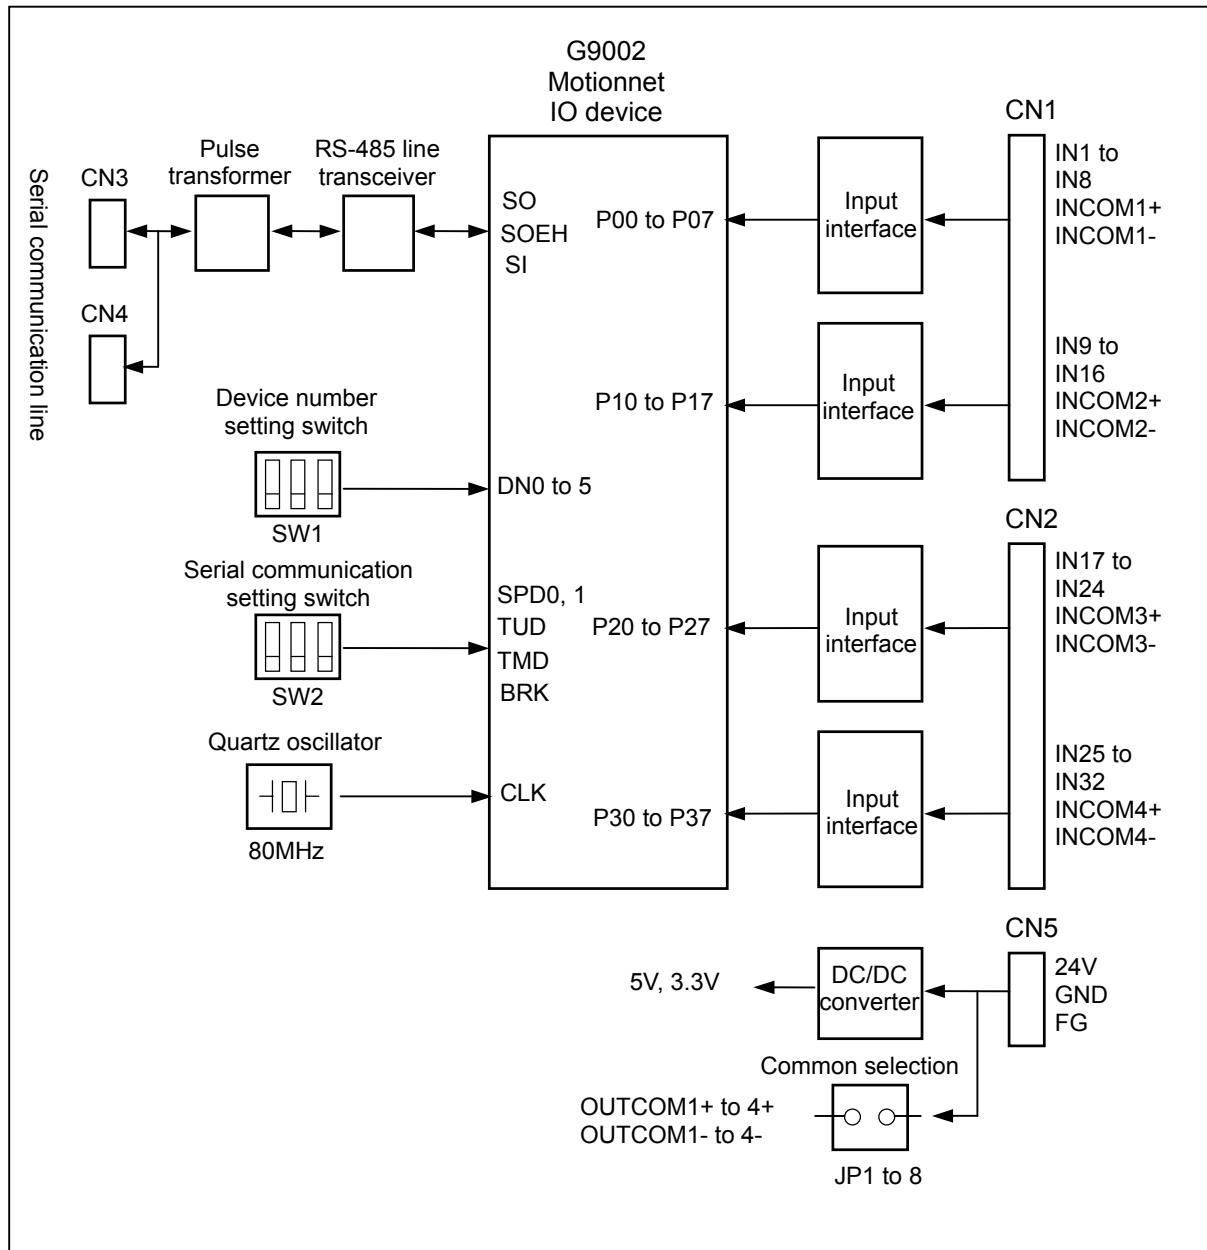 G9002
Motionnet
IO device
CN1
Serial communication line
CN3
Pulse
transformer
RS-485 line
transceiver
CN4
SO
SOEH
SI
P00 to P07
Input
interface
IN1 to
IN8
INCOM1+
INCOM1-
P10 to P17
Input
interface
IN9 to
IN16
INCOM2+
INCOM2-
Device number
setting switch
SW1
DN0 to 5
CN2
Serial communication
setting switch
SW2
SPD0, 1
TUD
TMD
BRK
P20 to P27
Input
interface
IN17 to
IN24
INCOM3+
INCOM3-
Quartz oscillator
80MHz
CLK
P30 to P37
Input
interface
IN25 to
IN32
INCOM4+
INCOM4-
CN5
5V, 3.3V
DC/DC
converter
24V
GND
FG
Common selection
OUTCOM1+ to 4+
OUTCOM1- to 4-
JP1 to 8